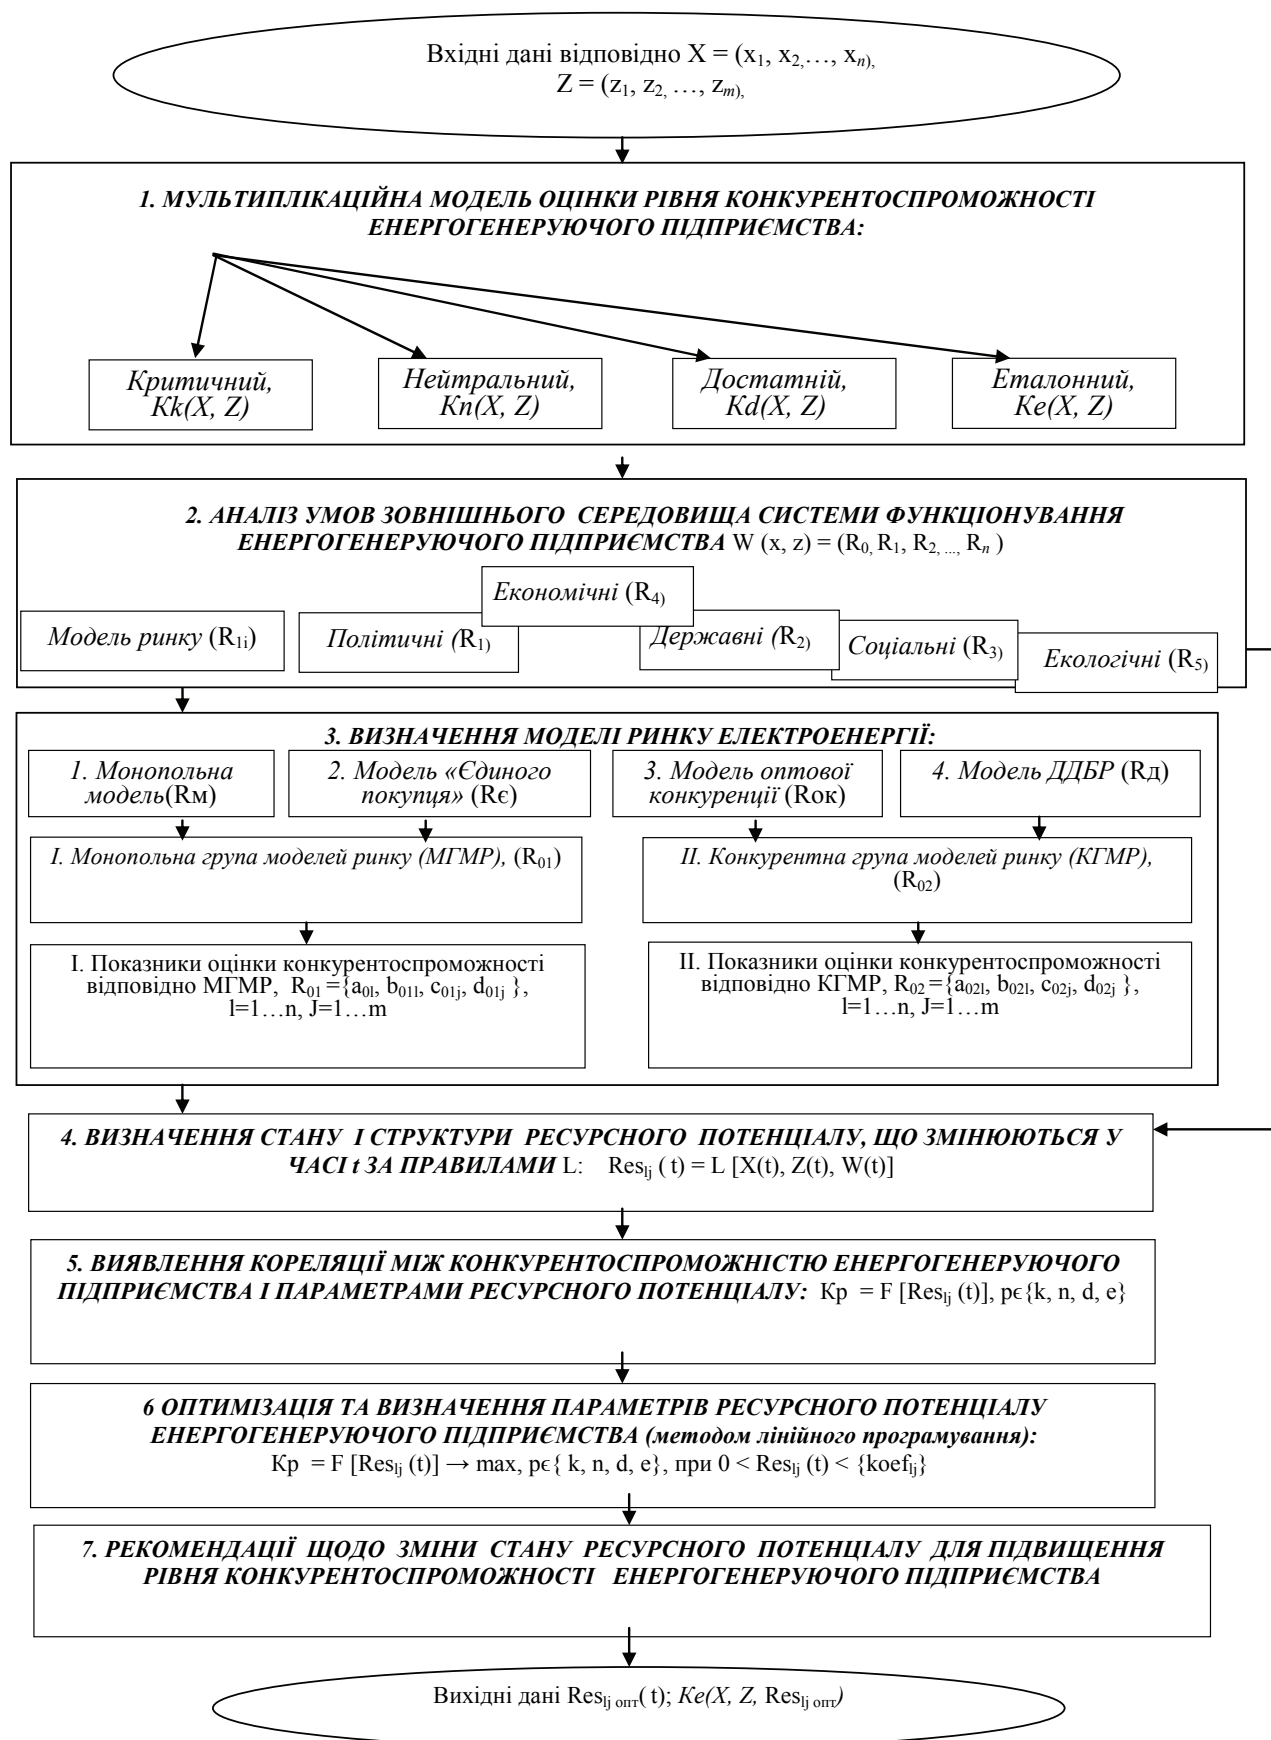 Вхідні дані відповідно X = (x₁, x₂,…, xₙ),
Z = (z₁, z₂, …, zₘ),
1. МУЛЬТИПЛІКАЦІЙНА МОДЕЛЬ ОЦІНКИ РІВНЯ КОНКУРЕНТОСПРОМОЖНОСТІ
ЕНЕРГОГЕНЕРУЮЧОГО ПІДПРИЄМСТВА:
Критичний,
Kk(X, Z)
Нейтральний,
Kn(X, Z)
Достатній,
Kd(X, Z)
Еталонний,
Ke(X, Z)
2. АНАЛІЗ УМОВ ЗОВНІШНЬОГО СЕРЕДОВИЩА СИСТЕМИ ФУНКЦІОНУВАННЯ
ЕНЕРГОГЕНЕРУЮЧОГО ПІДПРИЄМСТВА W (x, z) = (R₀, R₁, R₂, ..., Rₙ )
Економічні (R₄)
Модель ринку (R₁ᵢ)
Політичні (R₁)
Державні (R₂)
Соціальні (R₃)
Екологічні (R₅)
3. ВИЗНАЧЕННЯ МОДЕЛІ РИНКУ ЕЛЕКТРОЕНЕРГІЇ:
1. Монопольна
модель(Rм)
2. Модель «Єдиного
покупця» (Rє)
3. Модель оптової
конкуренції (Rок)
4. Модель ДДБР (Rд)
I. Монопольна група моделей ринку (МГМР), (R₀₁)
II. Конкурентна група моделей ринку (КГМР),
(R₀₂)
I. Показники оцінки конкурентоспроможності
відповідно МГМР, R₀₁ ={a₀ₗ, b₀₁ₗ, c₀₁ⱼ, d₀₁ⱼ },
l=1…n, J=1…m
II. Показники оцінки конкурентоспроможності
відповідно КГМР, R₀₂ ={a₀₂ₗ, b₀₂ₗ, c₀₂ⱼ, d₀₂ⱼ },
l=1…n, J=1…m
4. ВИЗНАЧЕННЯ СТАНУ І СТРУКТУРИ РЕСУРСНОГО ПОТЕНЦІАЛУ, ЩО ЗМІНЮЮТЬСЯ У
ЧАСІ t ЗА ПРАВИЛАМИ L: Resₗⱼ ( t) = L [X(t), Z(t), W(t)]
5. ВИЯВЛЕННЯ КОРЕЛЯЦІЇ МІЖ КОНКУРЕНТОСПРОМОЖНІСТЮ ЕНЕРГОГЕНЕРУЮЧОГО
ПІДПРИЄМСТВА І ПАРАМЕТРАМИ РЕСУРСНОГО ПОТЕНЦІАЛУ: Кр = F [Resₗⱼ (t)], pє{k, n, d, e}
6 ОПТИМІЗАЦІЯ ТА ВИЗНАЧЕННЯ ПАРАМЕТРІВ РЕСУРСНОГО ПОТЕНЦІАЛУ
ЕНЕРГОГЕНЕРУЮЧОГО ПІДПРИЄМСТВА (методом лінійного програмування):
Кр = F [Resₗⱼ (t)] → max, pє{ k, n, d, e}, при 0 < Resₗⱼ (t) < {koefₗⱼ}
7. РЕКОМЕНДАЦІЇ ЩОДО ЗМІНИ СТАНУ РЕСУРСНОГО ПОТЕНЦІАЛУ ДЛЯ ПІДВИЩЕННЯ
РІВНЯ КОНКУРЕНТОСПРОМОЖНОСТІ ЕНЕРГОГЕНЕРУЮЧОГО ПІДПРИЄМСТВА
Вихідні дані Resₗⱼ опт( t); Ke(X, Z, Resₗⱼ опт)